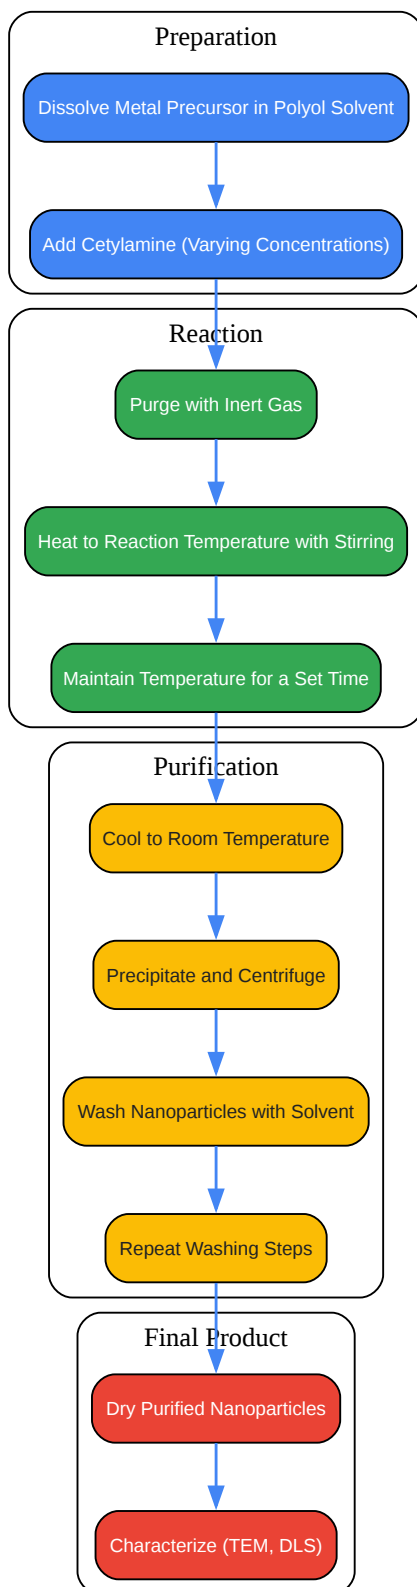 Preparation
Dissolve Metal Precursor in Polyol Solvent
Add Cetylamine (Varying Concentrations)
Reaction
Purge with Inert Gas
Heat to Reaction Temperature with Stirring
Maintain Temperature for a Set Time
Purification
Cool to Room Temperature
Precipitate and Centrifuge
Wash Nanoparticles with Solvent
Repeat Washing Steps
Final Product
Dry Purified Nanoparticles
Characterize (TEM, DLS)